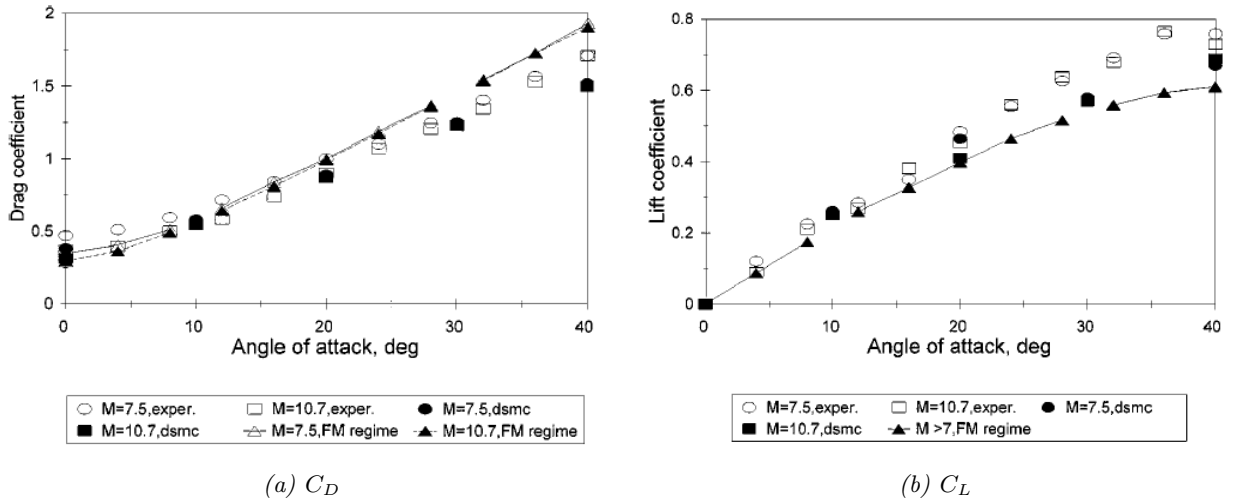 2
1.5
1
0.5
0
0 10 20 30 40
Drag coefficient
Angle of attack, deg
M=7.5,exper. M=10.7,exper. M=7.5,dsmc
M=10.7,dsmc M=7.5,FM regime M=10.7,FM regime
(a) C_D
0.8
0.6
0.4
0.2
0
0 10 20 30 40
Lift coefficient
Angle of attack, deg
M=7.5,exper. M=10.7,exper. M=7.5,dsmc
M=10.7,dsmc M >7,FM regime
(b) C_L